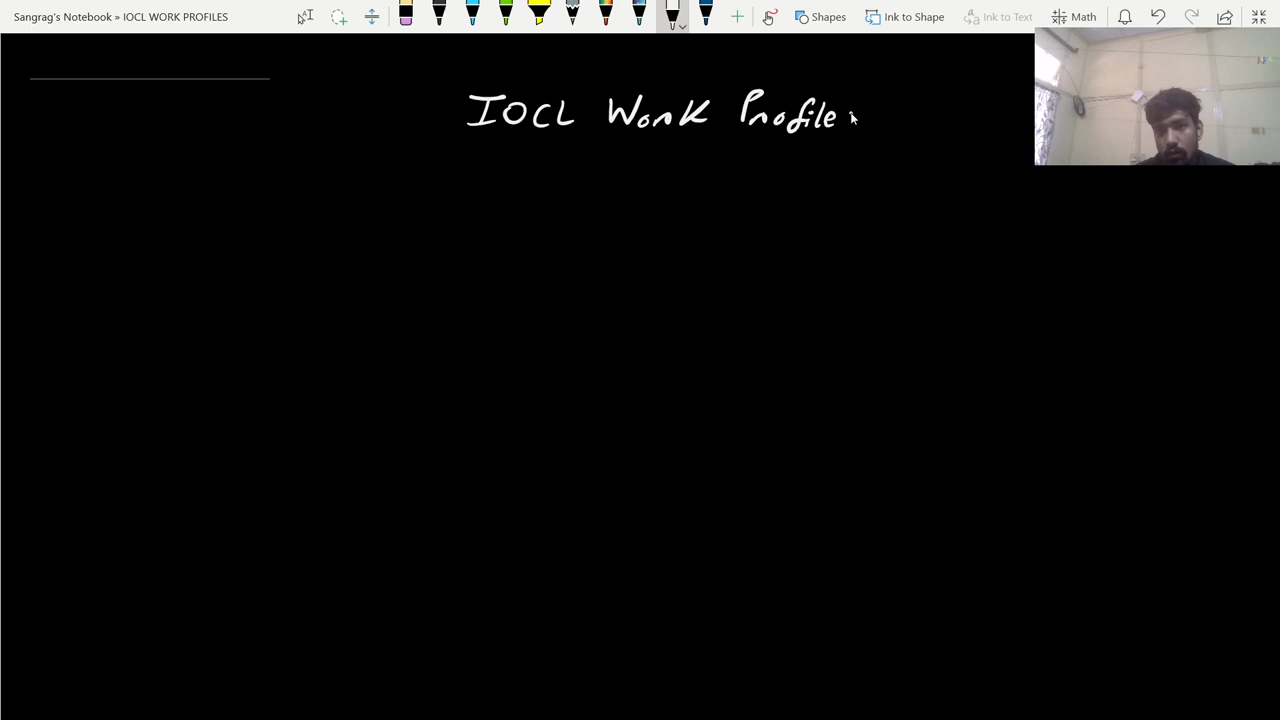 Sangrag's Notebook » IOCL WORK PROFILES
Shapes
Ink to Shape
Ink to Text
Math
IOCL Work Profile